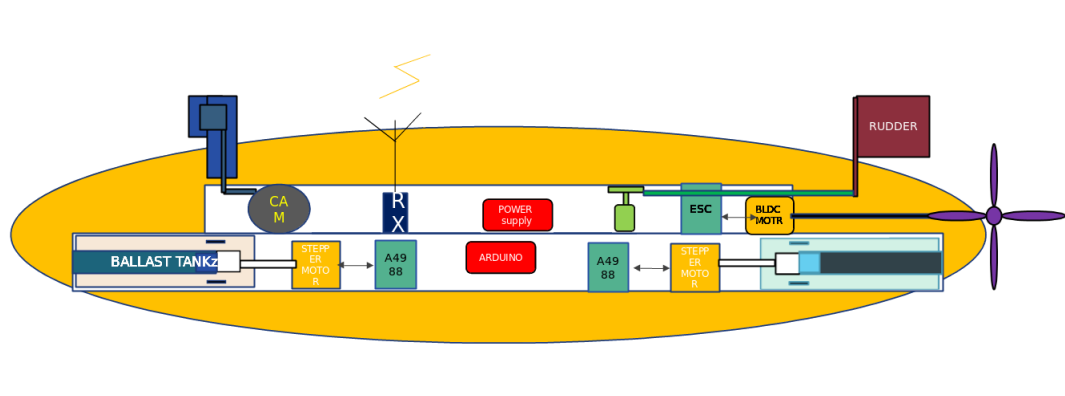 RUDDER
CA
M
R
X
POWER
supply
ESC
BLDC
MOTR
BALLAST TANKz
STEPP
ER
MOTO
R
A49
88
ARDUINO
A49
88
STEPP
ER
MOTO
R